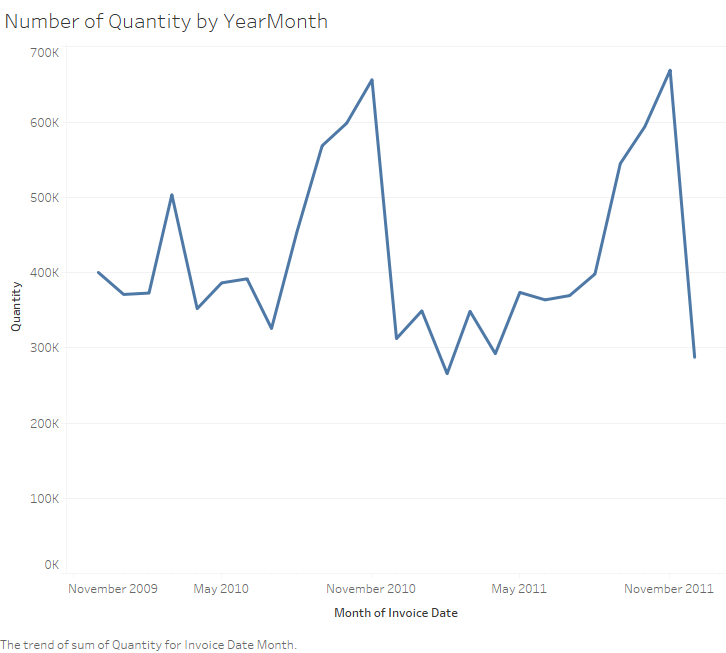 Number of Quantity by YearMonth
700K
600K
500K
400K
300K
200K
100K
0K
Quantity
November 2009 May 2010 November 2010 May 2011 November 2011
Month of Invoice Date
The trend of sum of Quantity for Invoice Date Month.